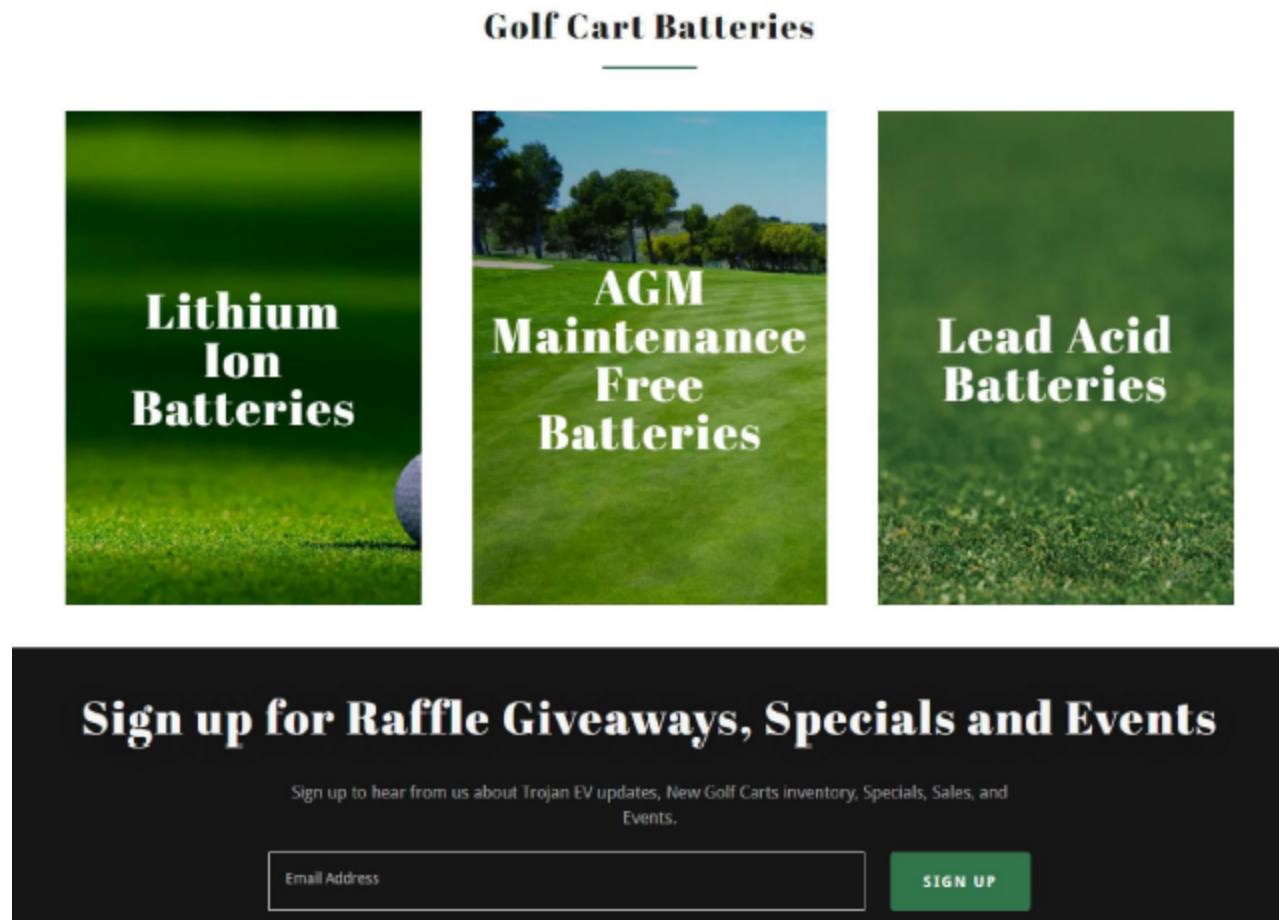 Golf Cart Batteries
Lithium
Ion
Batteries
AGM
Maintenance
Free
Batteries
Lead Acid
Batteries
Sign up for Raffle Giveaways, Specials and Events
Sign up to hear from us about Trojan EV updates, New Golf Carts inventory, Specials, Sales, and
Events.
Email Address
SIGN UP